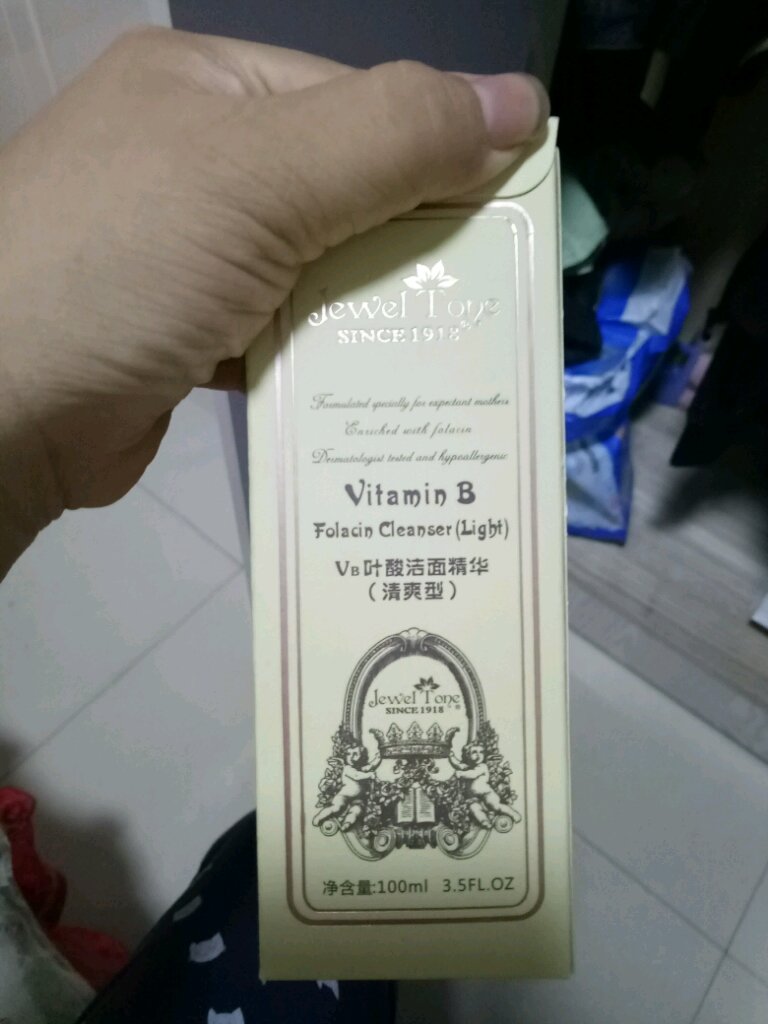 Jewel Tone
SINCE 1918
Formulated specially for expectant mothers
Enriched with folacin
Dermatologist tested and hypoallergenic
Vitamin B
Folacin Cleanser (Light)
VB叶酸洁面精华
(清爽型)
Jewel Tone
SINCE 1918
净含量:100ml 3.5FL.OZ